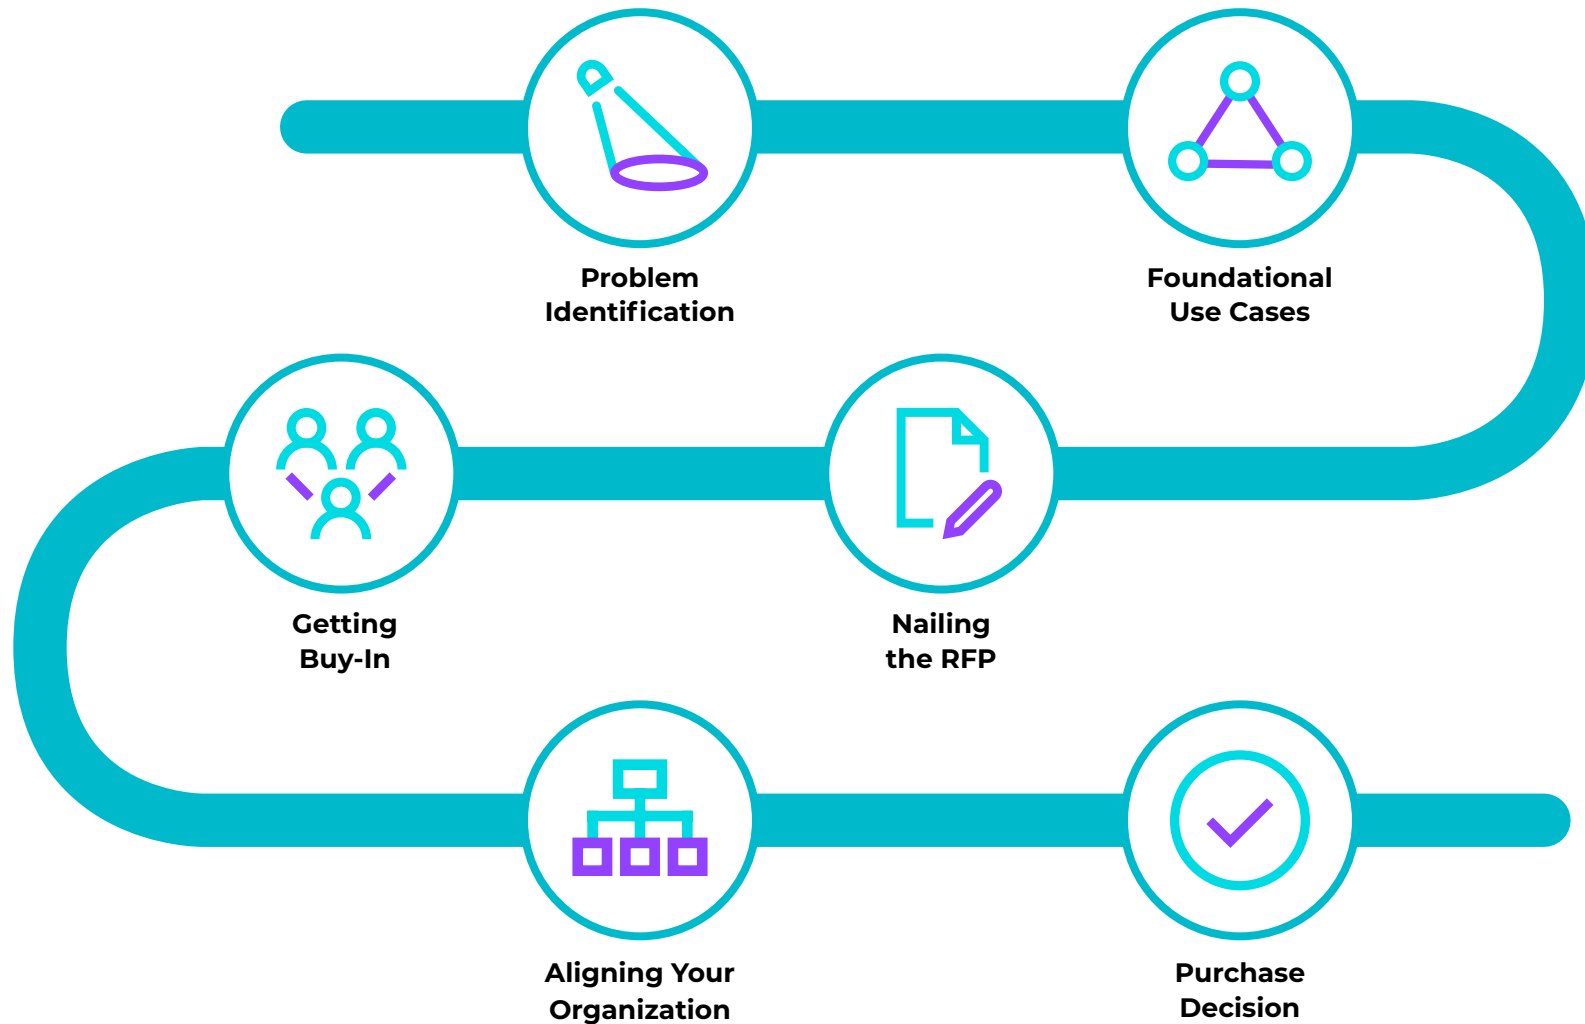 Problem
Identification
Foundational
Use Cases
Getting
Buy-In
Nailing
the RFP
Aligning Your
Organization
Purchase
Decision